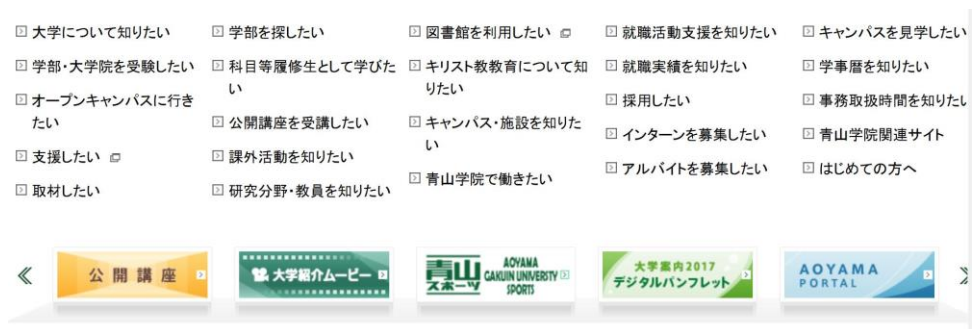 大学について知りたい
学部・大学院を受験したい
オープンキャンパスに行き
たい
支援したい
取材したい
学部を探したい
科目等履修生として学びた
い
公開講座を受講したい
課外活動を知りたい
研究分野・教員を知りたい
図書館を利用したい
キリスト教教育について知
りたい
キャンパス・施設を知りた
い
青山学院で働きたい
就職活動支援を知りたい
就職実績を知りたい
採用したい
インターンを募集したい
アルバイトを募集したい
キャンパスを見学したい
学事暦を知りたい
事務取扱時間を知りたい
青山学院関連サイト
はじめての方へ
公開講座
大学紹介ムービー
青山
スポーツ
AOYAMA
GAKUIN UNIVERSITY
SPORTS
大学案内2017
デジタルパンフレット
AOYAMA
PORTAL